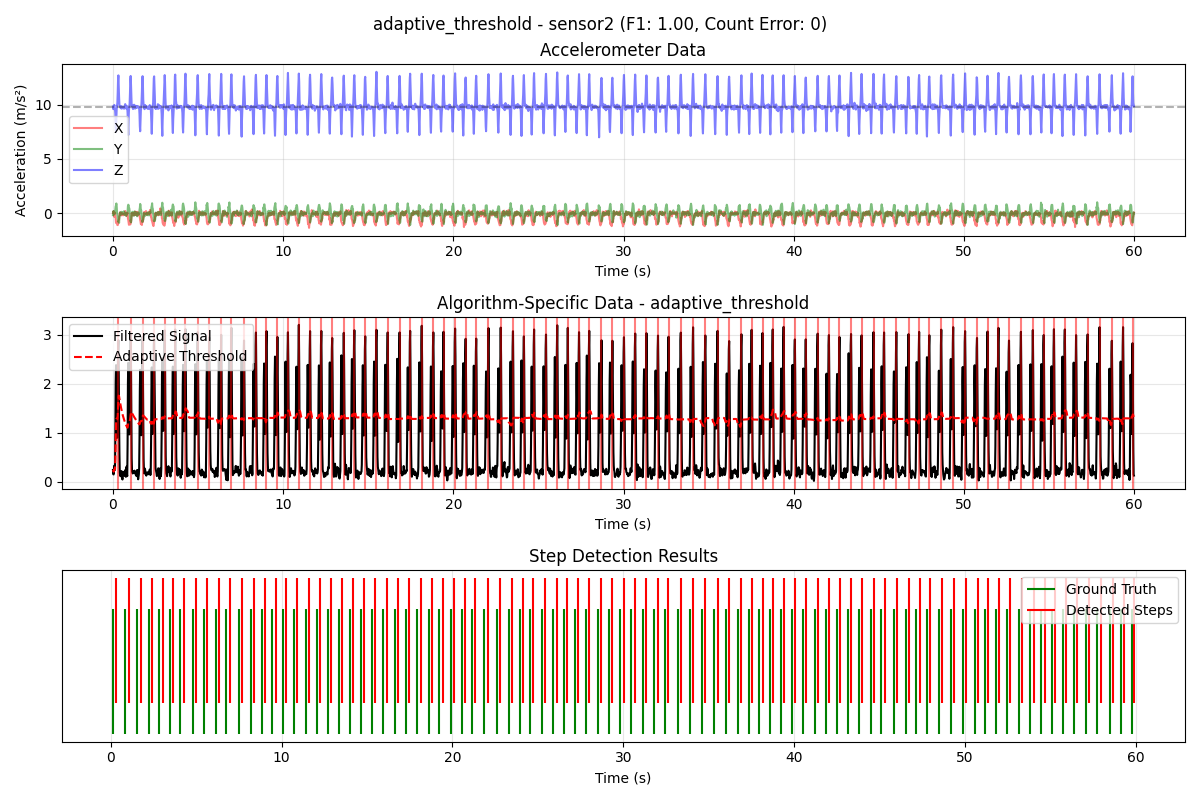 adaptive_threshold - sensor2 (F1: 1.00, Count Error: 0)
Accelerometer Data
Acceleration (m/s²)
10
5
0
X
Y
Z
0 10 20 30 40 50 60
Time (s)
Algorithm-Specific Data - adaptive_threshold
3
2
1
0
Filtered Signal
Adaptive Threshold
0 10 20 30 40 50 60
Time (s)
Step Detection Results
Ground Truth
Detected Steps
0 10 20 30 40 50 60
Time (s)